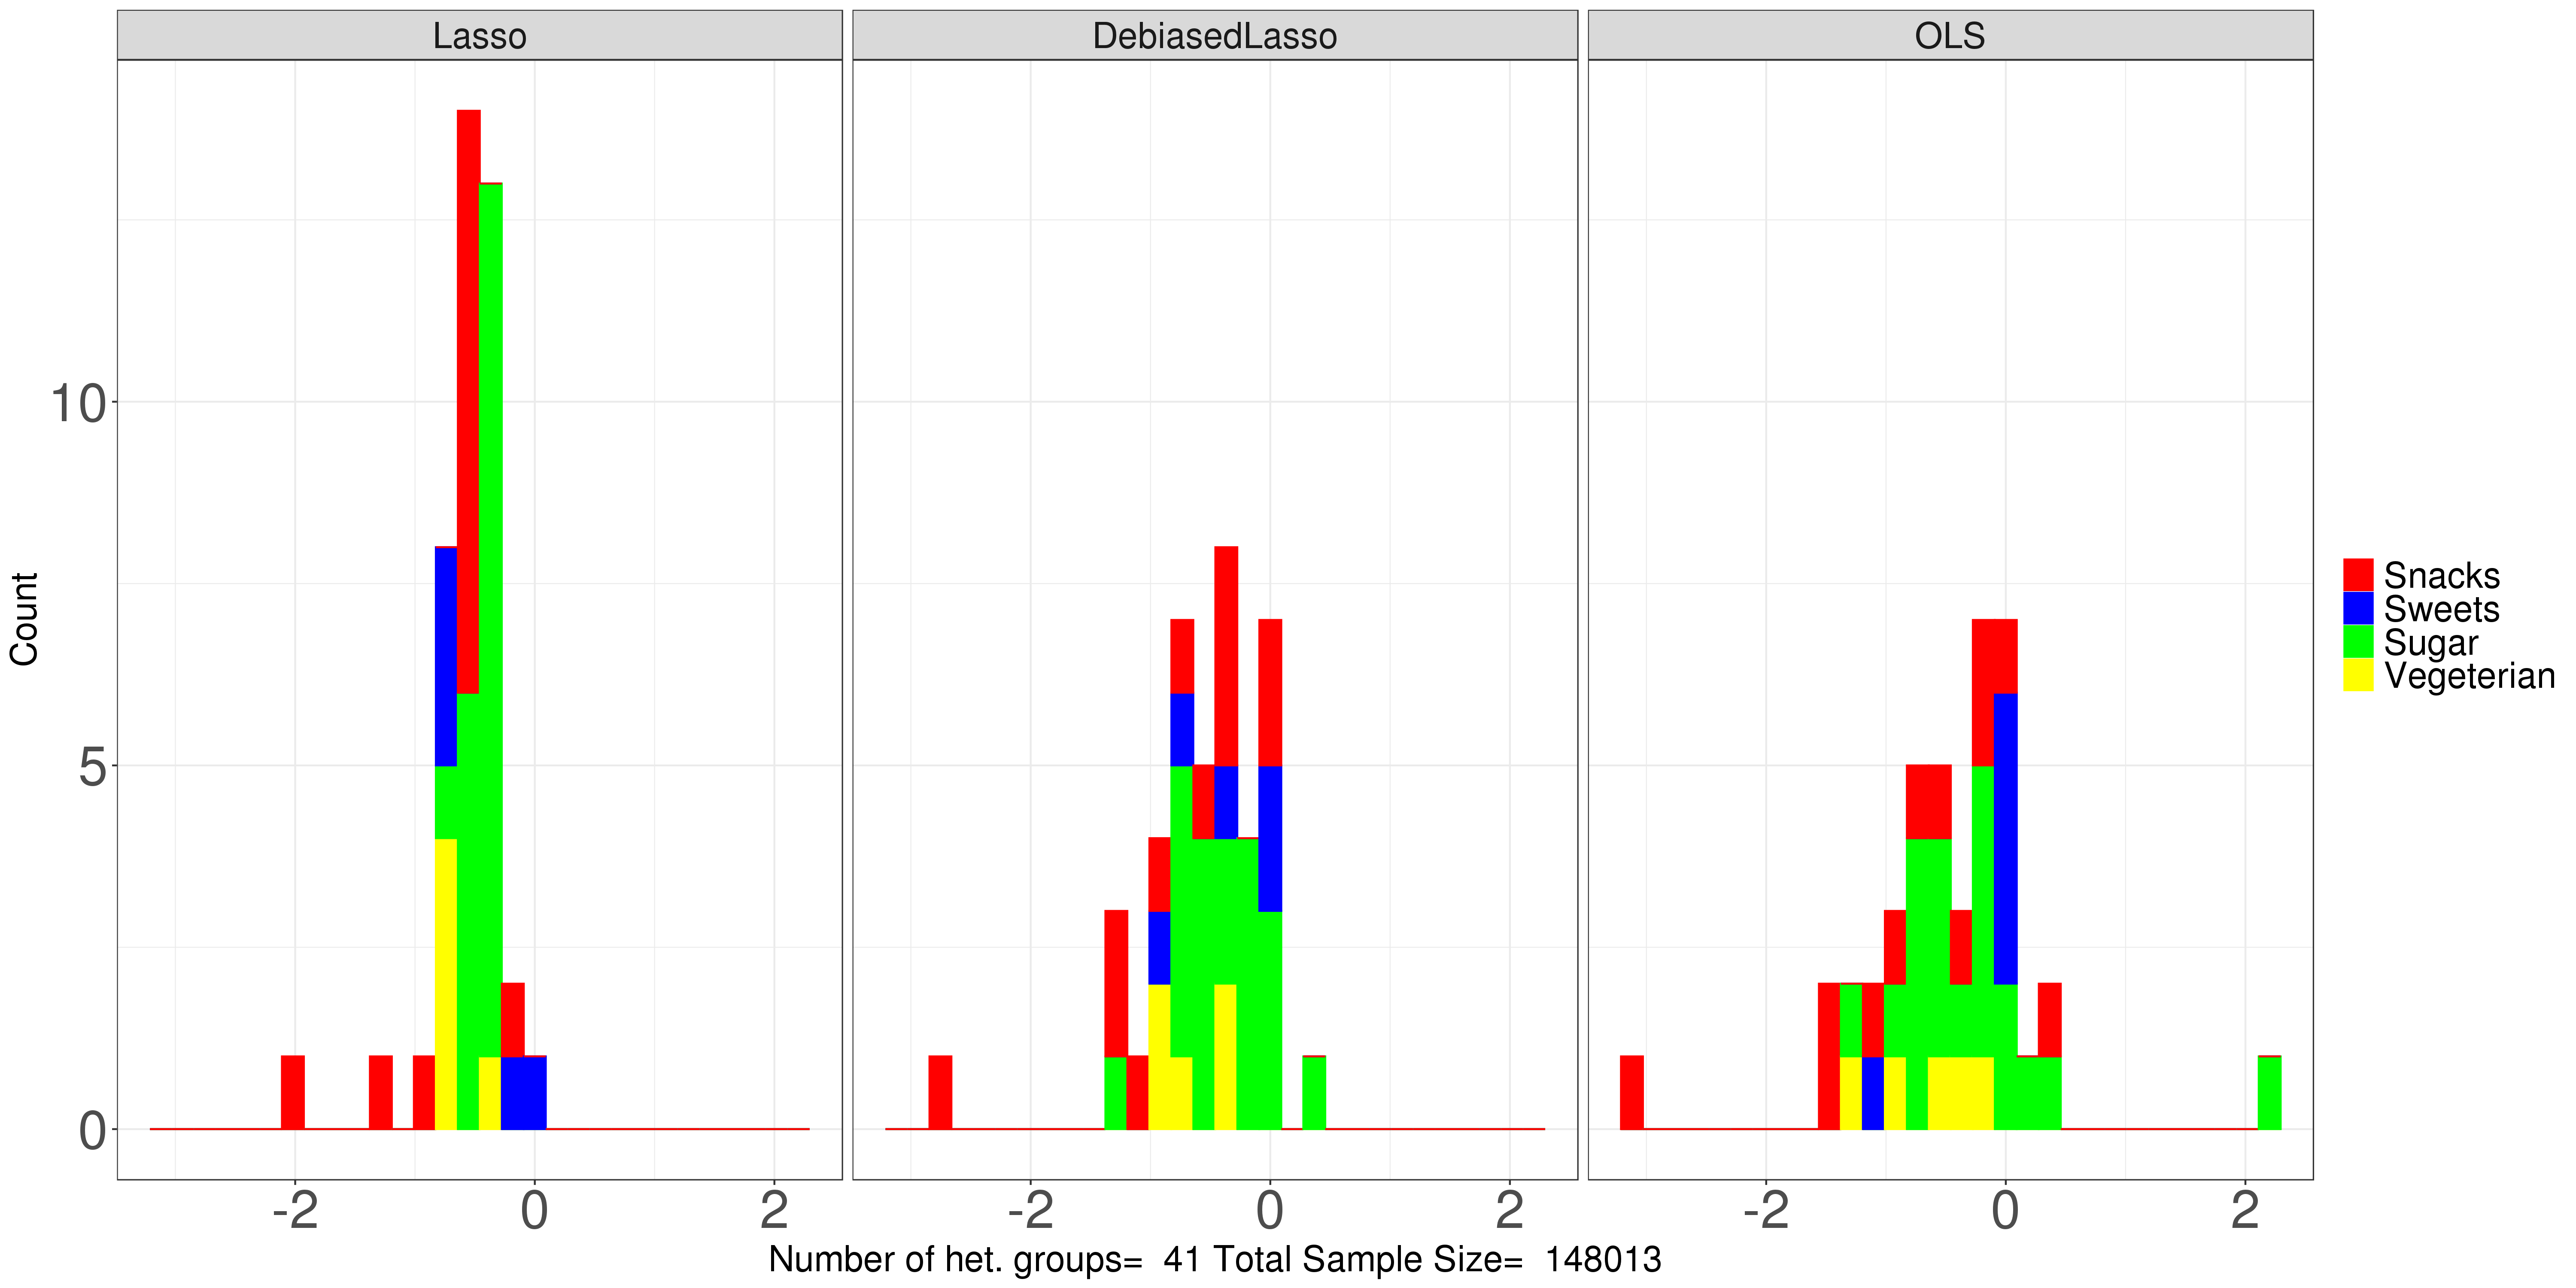 Lasso
DebiasedLasso
OLS
Count
10
5
0
Snacks
Sweets
Sugar
Vegeterian
-2 0 2
-2 0 2
-2 0 2
Number of het. groups= 41 Total Sample Size= 148013